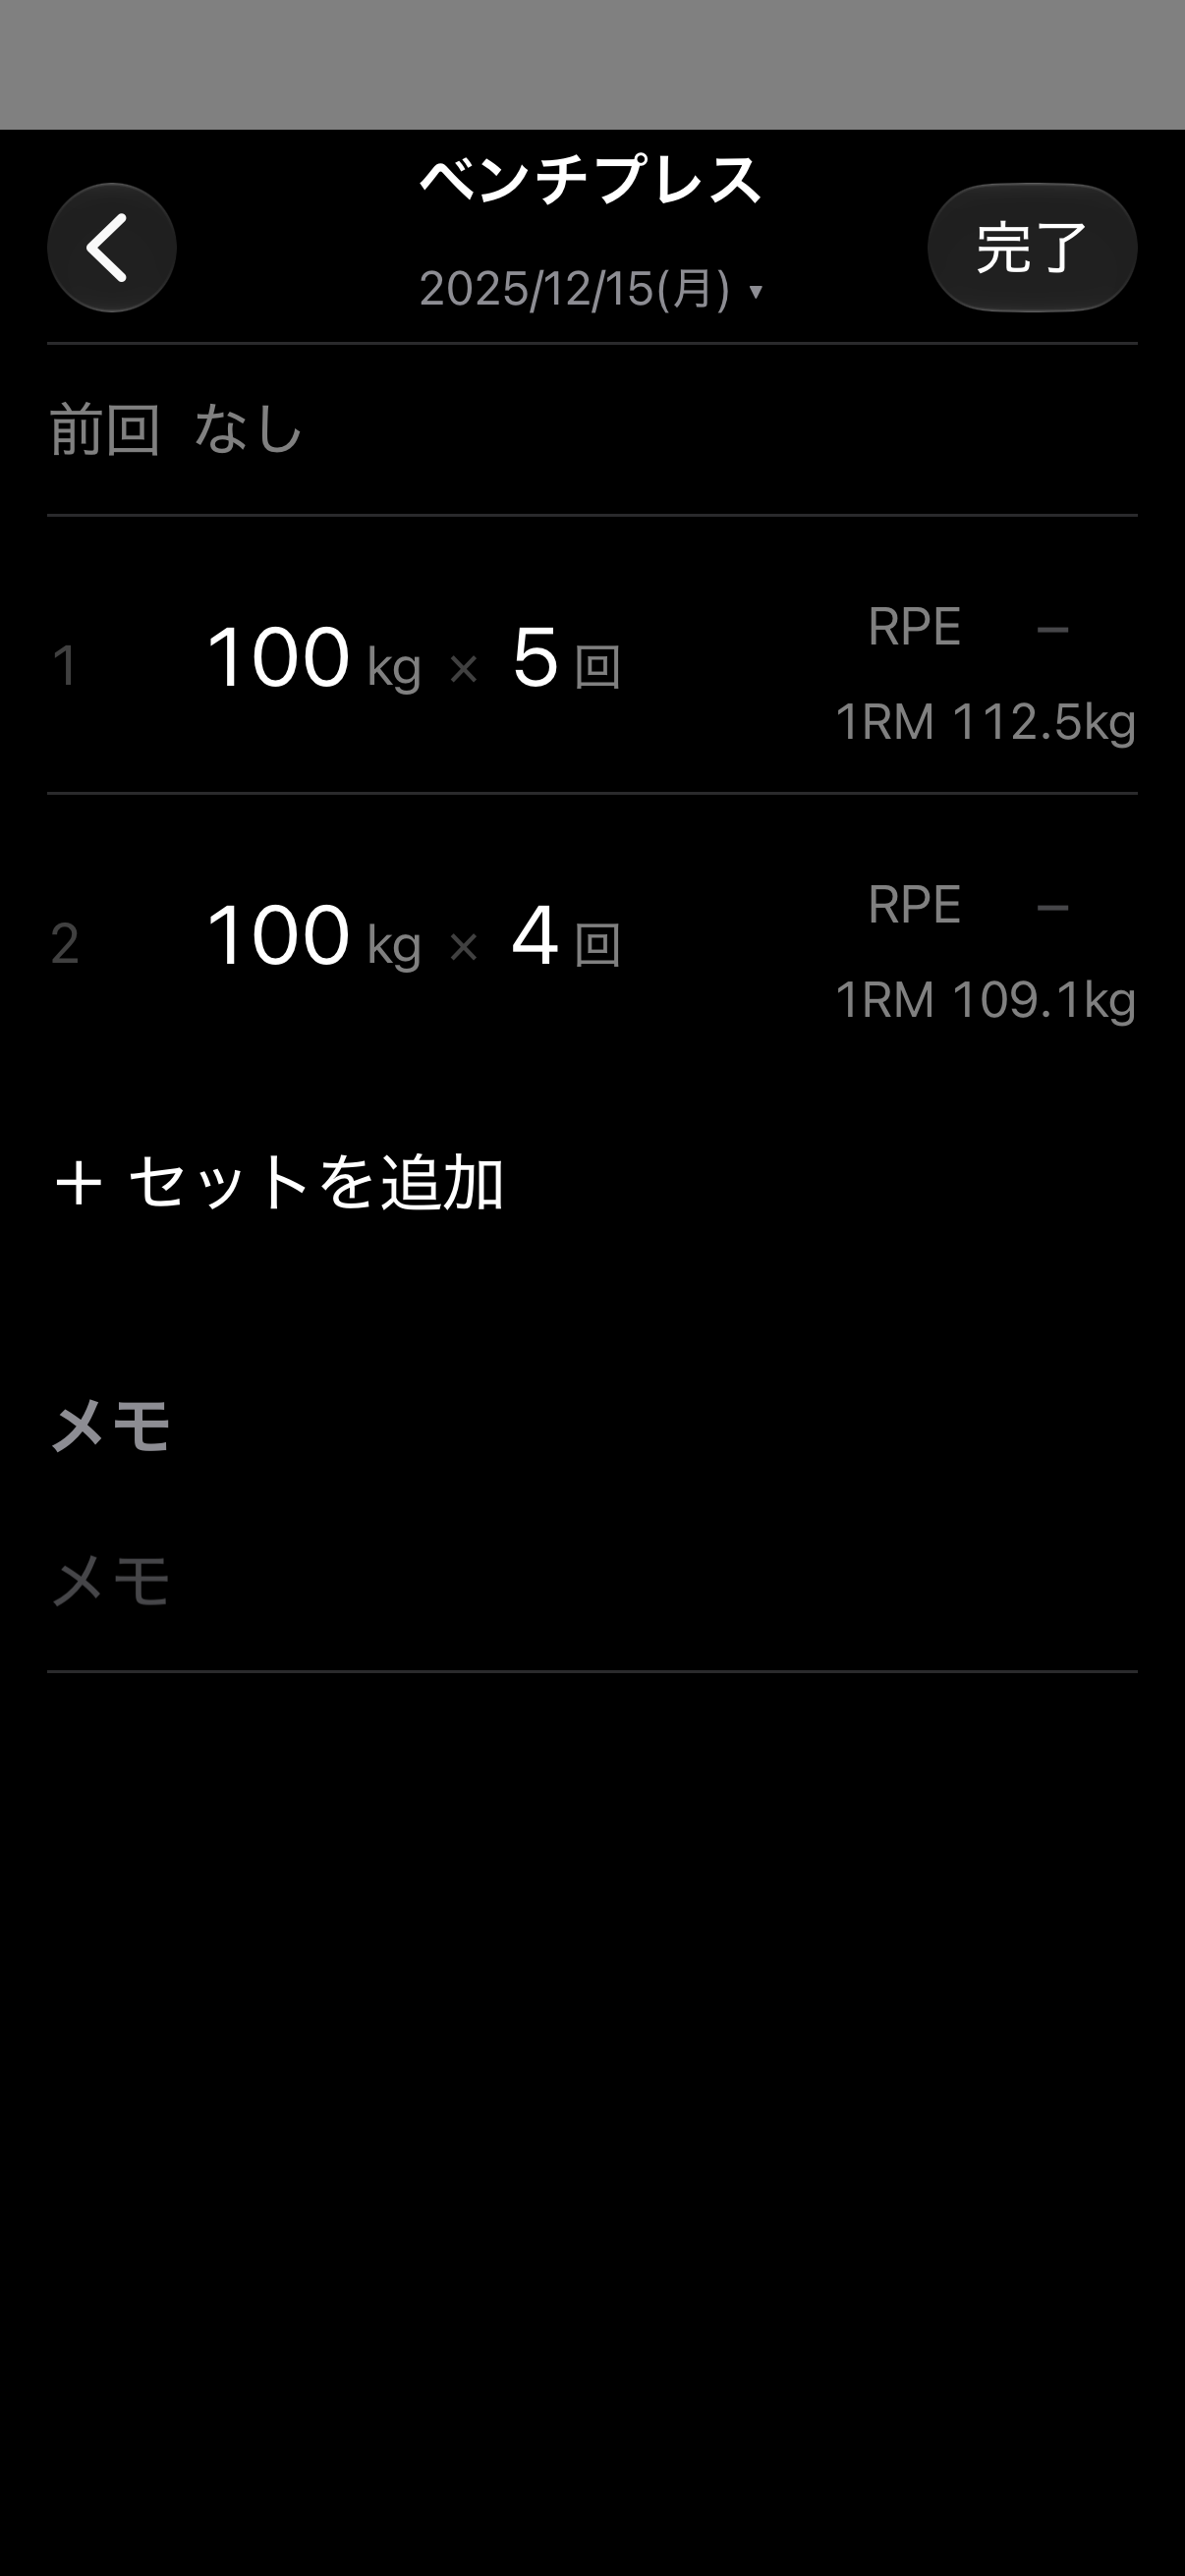 ベンチプレス
2025/12/15(月) ▼
完了
前回 なし
1 100 kg × 5 回 RPE –
1RM 112.5kg
2 100 kg × 4 回 RPE –
1RM 109.1kg
+ セットを追加
メモ
メモ